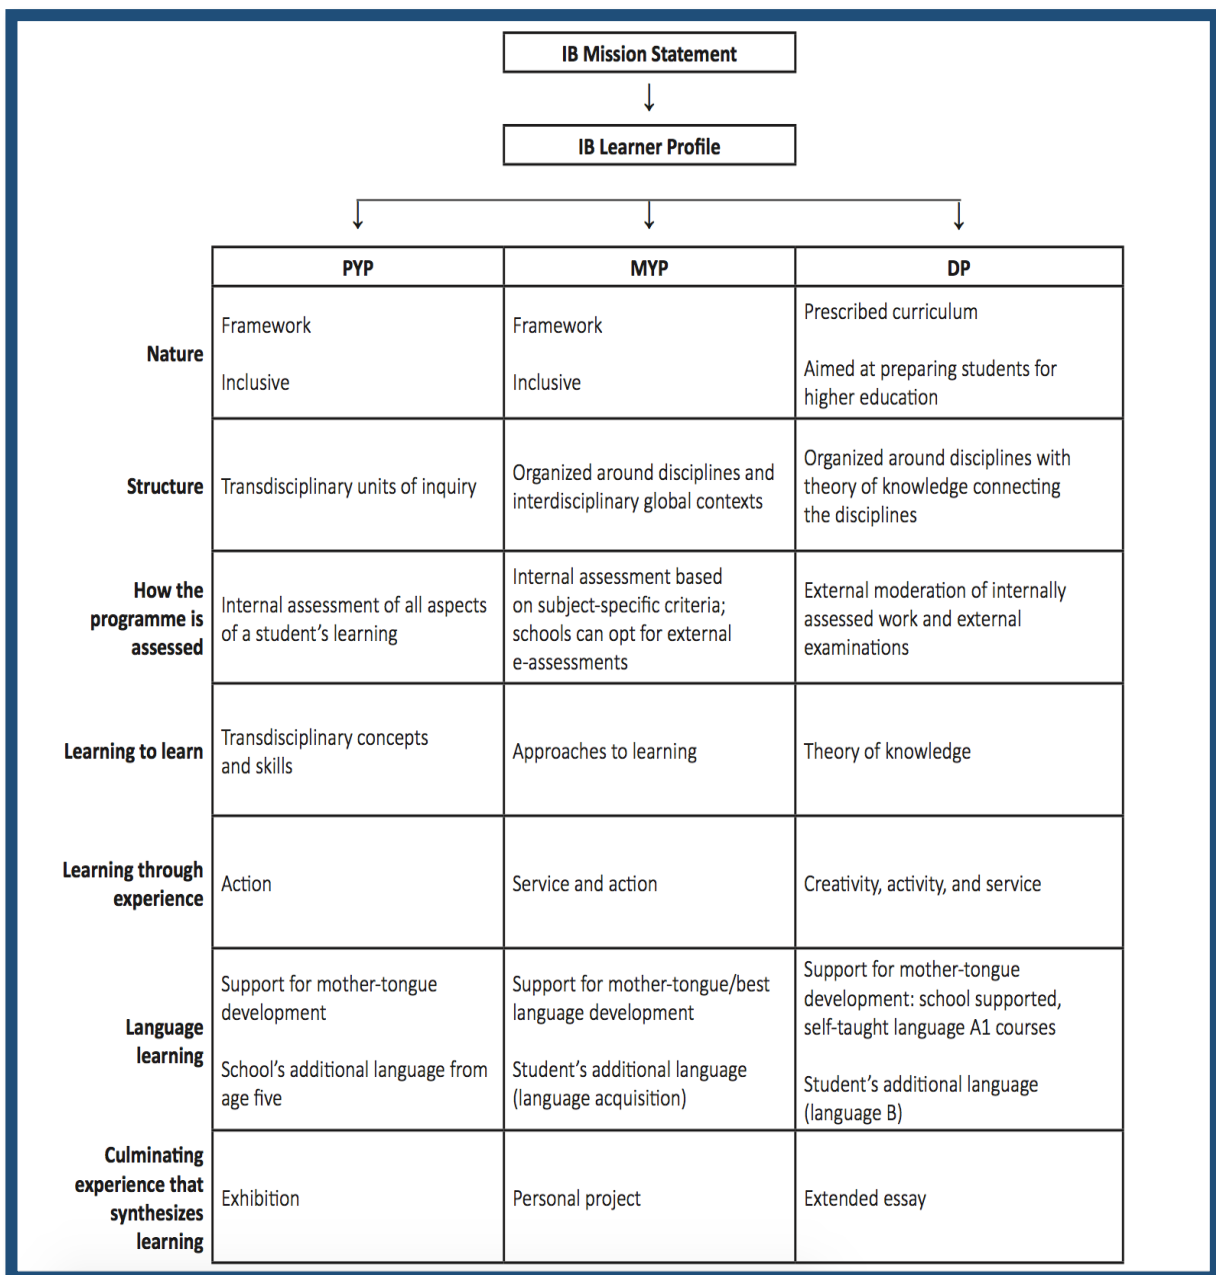 IB Mission Statement
IB Learner Profile
PYP
MYP
DP
Nature
Framework
Inclusive
Framework
Inclusive
Prescribed curriculum
Aimed at preparing students for
higher education
Structure
Transdisciplinary units of inquiry
Organized around disciplines and
interdisciplinary global contexts
Organized around disciplines with
theory of knowledge connecting
the disciplines
How the
programme is
assessed
Internal assessment of all aspects
of a student's learning
Internal assessment based
on subject-specific criteria;
schools can opt for external
e-assessments
External moderation of internally
assessed work and external
examinations
Learning to learn
Transdisciplinary concepts
and skills
Approaches to learning
Theory of knowledge
Learning through
experience
Action
Service and action
Creativity, activity, and service
Language
learning
Support for mother-tongue
development
School's additional language from
age five
Support for mother-tongue/best
language development
Student's additional language
(language acquisition)
Support for mother-tongue
development: school supported,
self-taught language A1 courses
Student's additional language
(language B)
Culminating
experience that
synthesizes
learning
Exhibition
Personal project
Extended essay